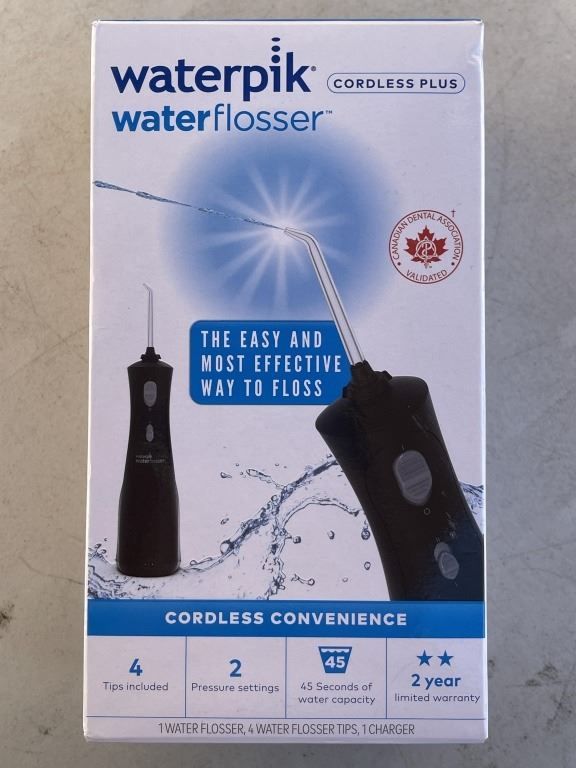 waterpik® CORDLESS PLUS
waterflosser™
CANADIAN DENTAL ASSOCIATION †
• VALIDATED •
THE EASY AND
MOST EFFECTIVE
WAY TO FLOSS
waterpik
waterflosser
CORDLESS CONVENIENCE
4
Tips included
2
Pressure settings
45
45 Seconds of
water capacity
2 year
limited warranty
1 WATER FLOSSER, 4 WATER FLOSSER TIPS, 1 CHARGER